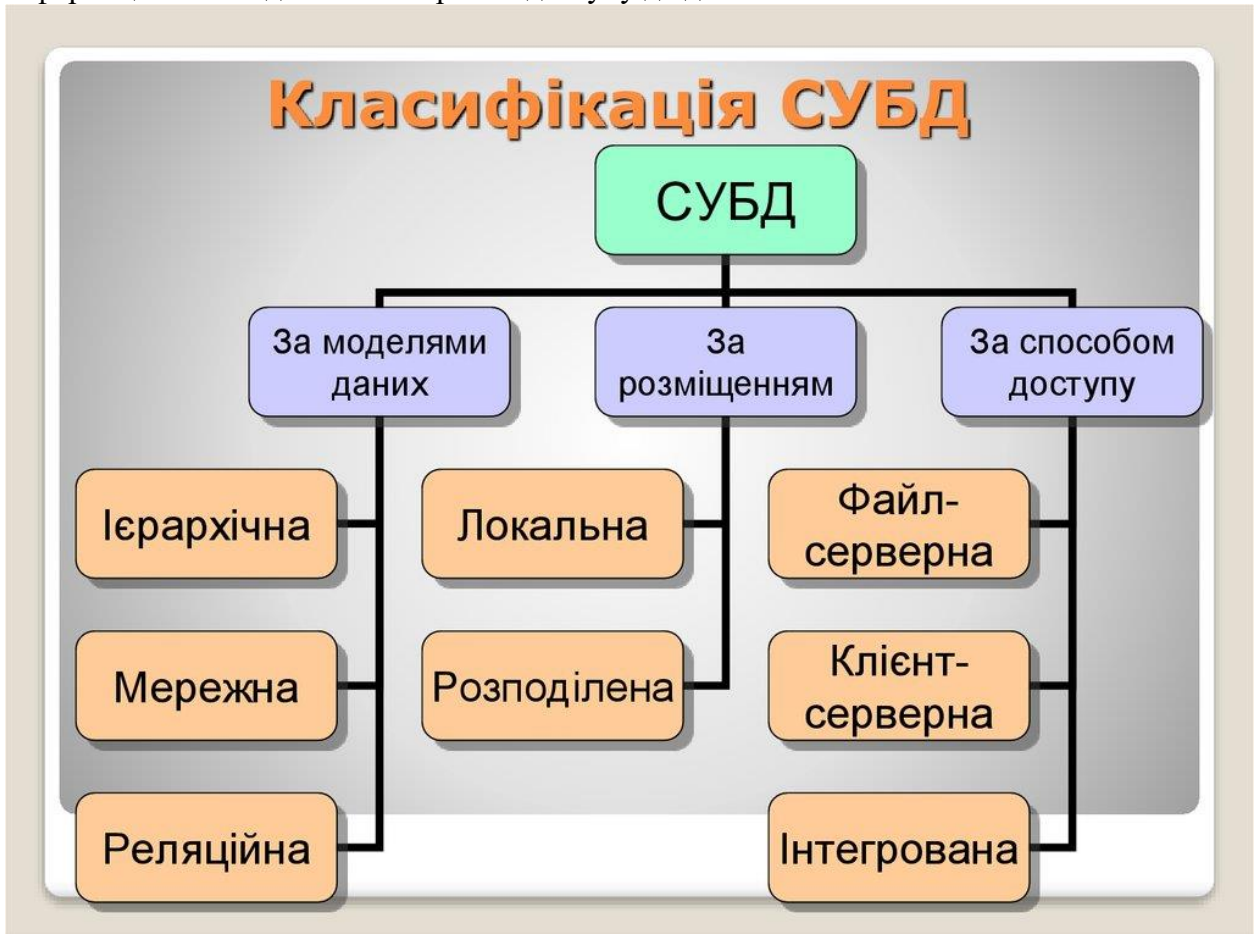 Класифікація СУБД
СУБД
За моделями
даних
За
розміщенням
За способом
доступу
Ієрархічна
Локальна
Файл-
серверна
Мережна
Розподілена
Клієнт-
серверна
Реляційна
Інтегрована